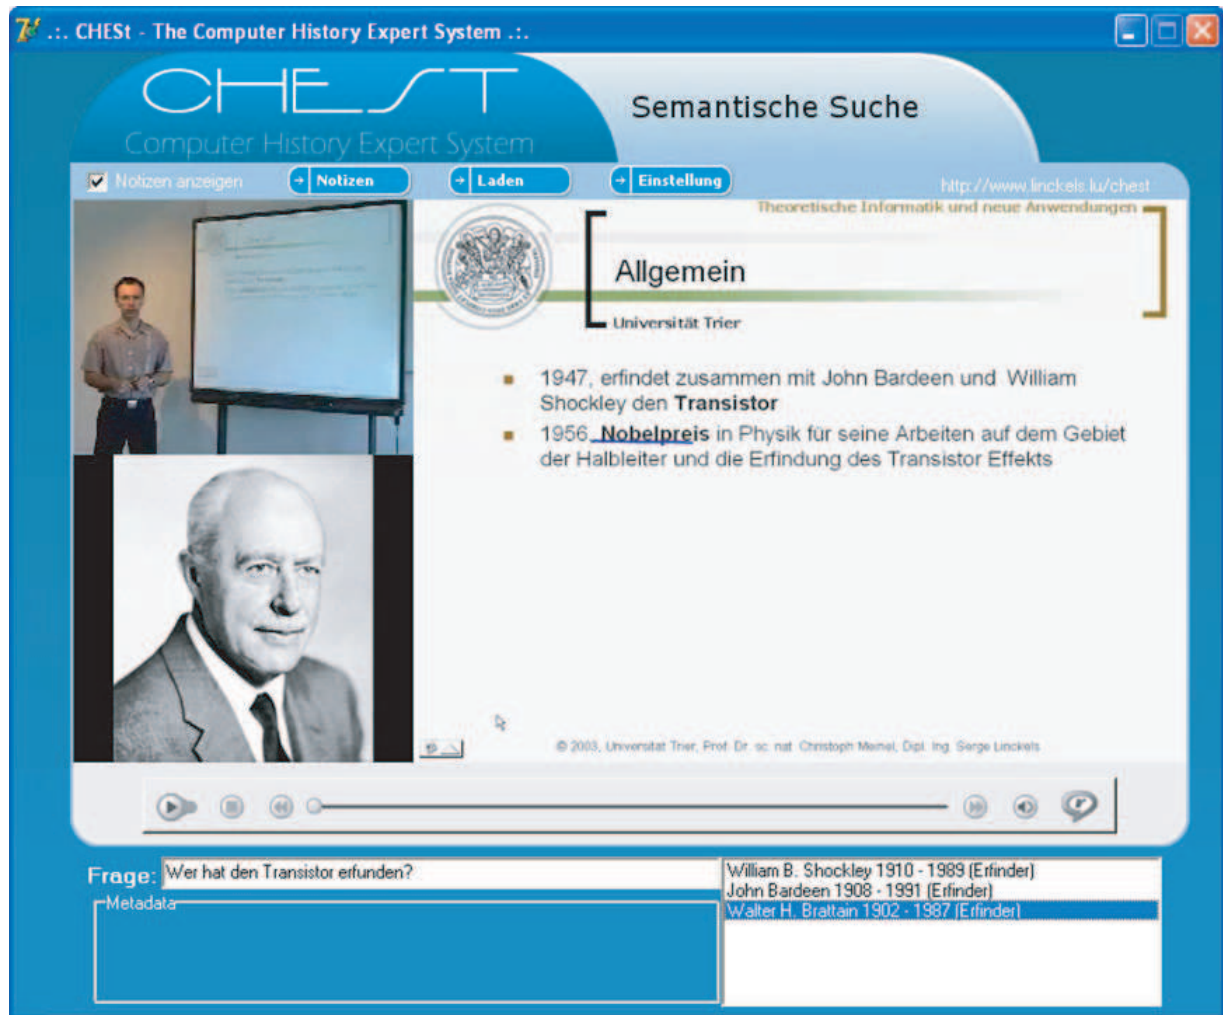 .:. CHESt - The Computer History Expert System .:.
CHEST
Computer History Expert System
Semantische Suche
Notizen anzeigen
Notizen
Laden
Einstellung
http://www.linckels.lu/chest
Theoretische Informatik und neue Anwendungen
Allgemein
Universität Trier
1947, erfindet zusammen mit John Bardeen und William
Shockley den Transistor
1956 Nobelpreis in Physik für seine Arbeiten auf dem Gebiet
der Halbleiter und die Erfindung des Transistor Effekts
© 2003, Universität Trier, Prof. Dr. sc. nat. Christoph Meinel, Dipl. Ing. Serge Linckels
Frage: Wer hat den Transistor erfunden?
William B. Shockley 1910 - 1989 (Erfinder)
John Bardeen 1908 - 1991 (Erfinder)
Walter H. Brattain 1902 - 1987 (Erfinder)
Metadata